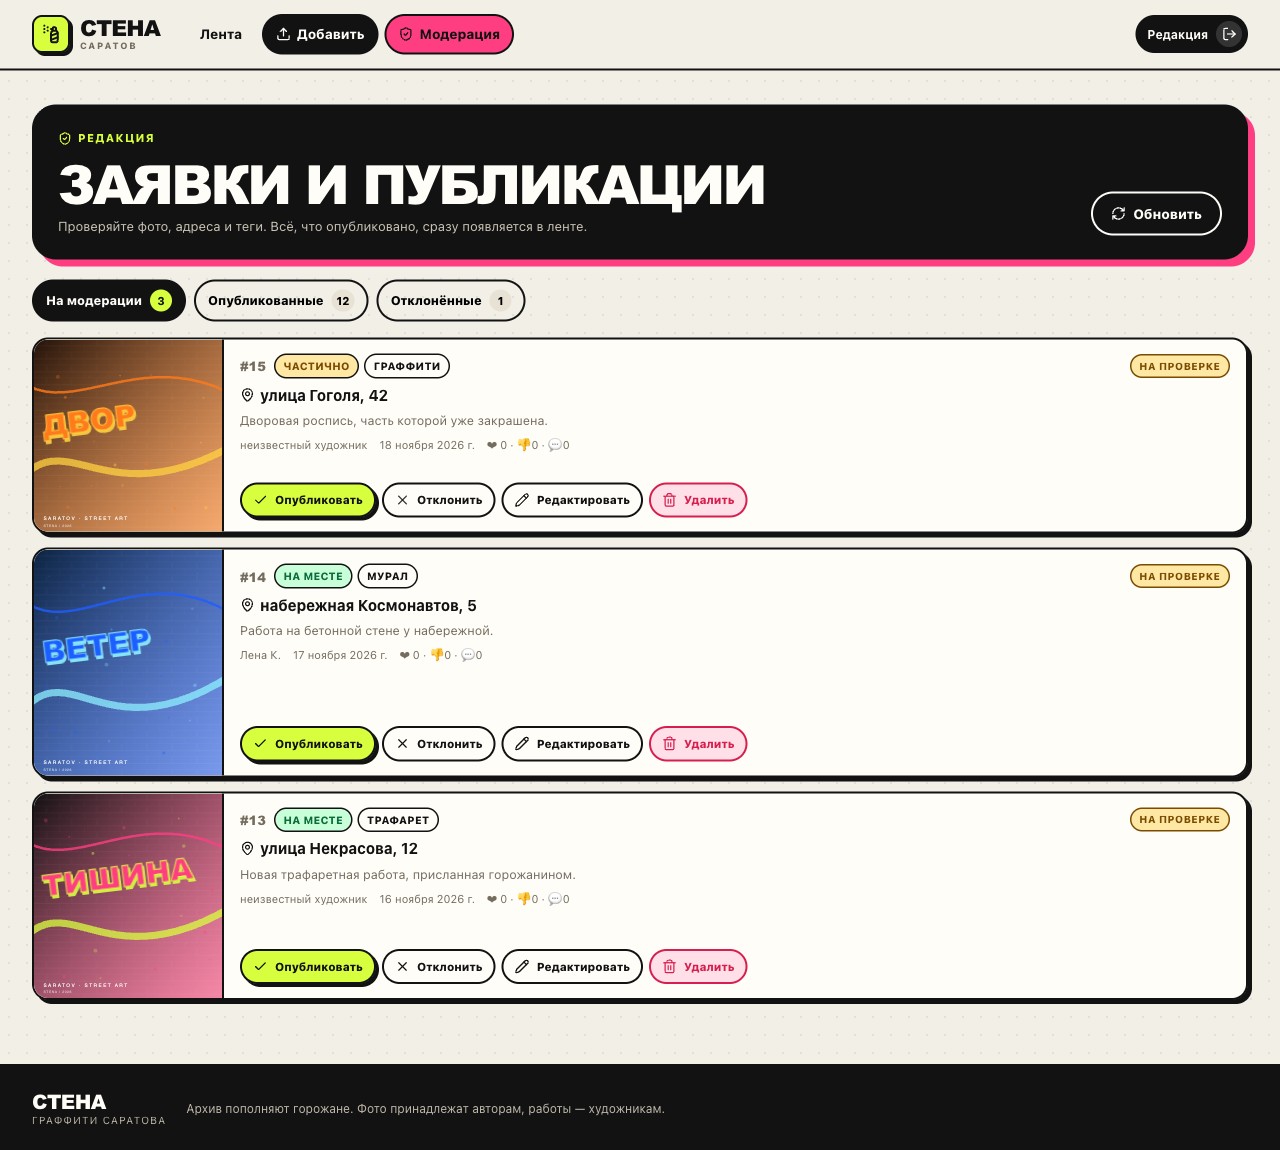 СТЕНА
САРАТОВ
Лента
Добавить
Модерация
Редакция
РЕДАКЦИЯ
ЗАЯВКИ И ПУБЛИКАЦИИ
Проверяйте фото, адреса и теги. Всё, что опубликовано, сразу появляется в ленте.
Обновить
На модерации 3
Опубликованные 12
Отклонённые 1
ДВОР
SARATOV · STREET ART
#15 ЧАСТИЧНО ГРАФФИТИ
НА ПРОВЕРКЕ
улица Гоголя, 42
Дворовая роспись, часть которой уже закрашена.
неизвестный художник 18 ноября 2026 г. ❤ 0 · 👎0 · 💬0
Опубликовать
Отклонить
Редактировать
Удалить
ВЕТЕР
SARATOV · STREET ART
#14 НА МЕСТЕ МУРАЛ
НА ПРОВЕРКЕ
набережная Космонавтов, 5
Работа на бетонной стене у набережной.
Лена К. 17 ноября 2026 г. ❤ 0 · 👎0 · 💬0
Опубликовать
Отклонить
Редактировать
Удалить
ТИШИНА
SARATOV · STREET ART
#13 НА МЕСТЕ ТРАФАРЕТ
НА ПРОВЕРКЕ
улица Некрасова, 12
Новая трафаретная работа, присланная горожанином.
неизвестный художник 16 ноября 2026 г. ❤ 0 · 👎0 · 💬0
Опубликовать
Отклонить
Редактировать
Удалить
СТЕНА
ГРАФФИТИ САРАТОВА
Архив пополняют горожане. Фото принадлежат авторам, работы — художникам.